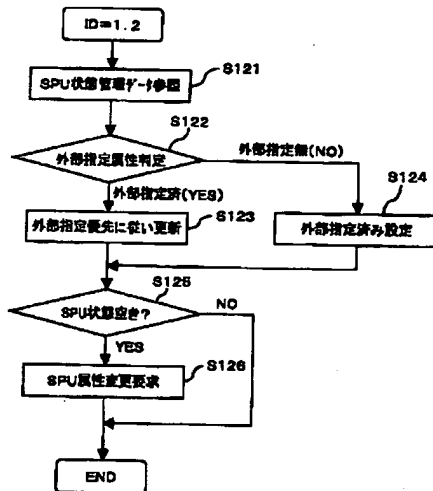 ID=1.2
S121
SPU状態管理データ参照
S122
外部指定属性判定
外部指定無(NO)
外部指定済(YES)
S123
S124
外部指定優先に従い更新
外部指定済み設定
S125
SPU状態空き?
NO
YES
S126
SPU属性変更要求
END